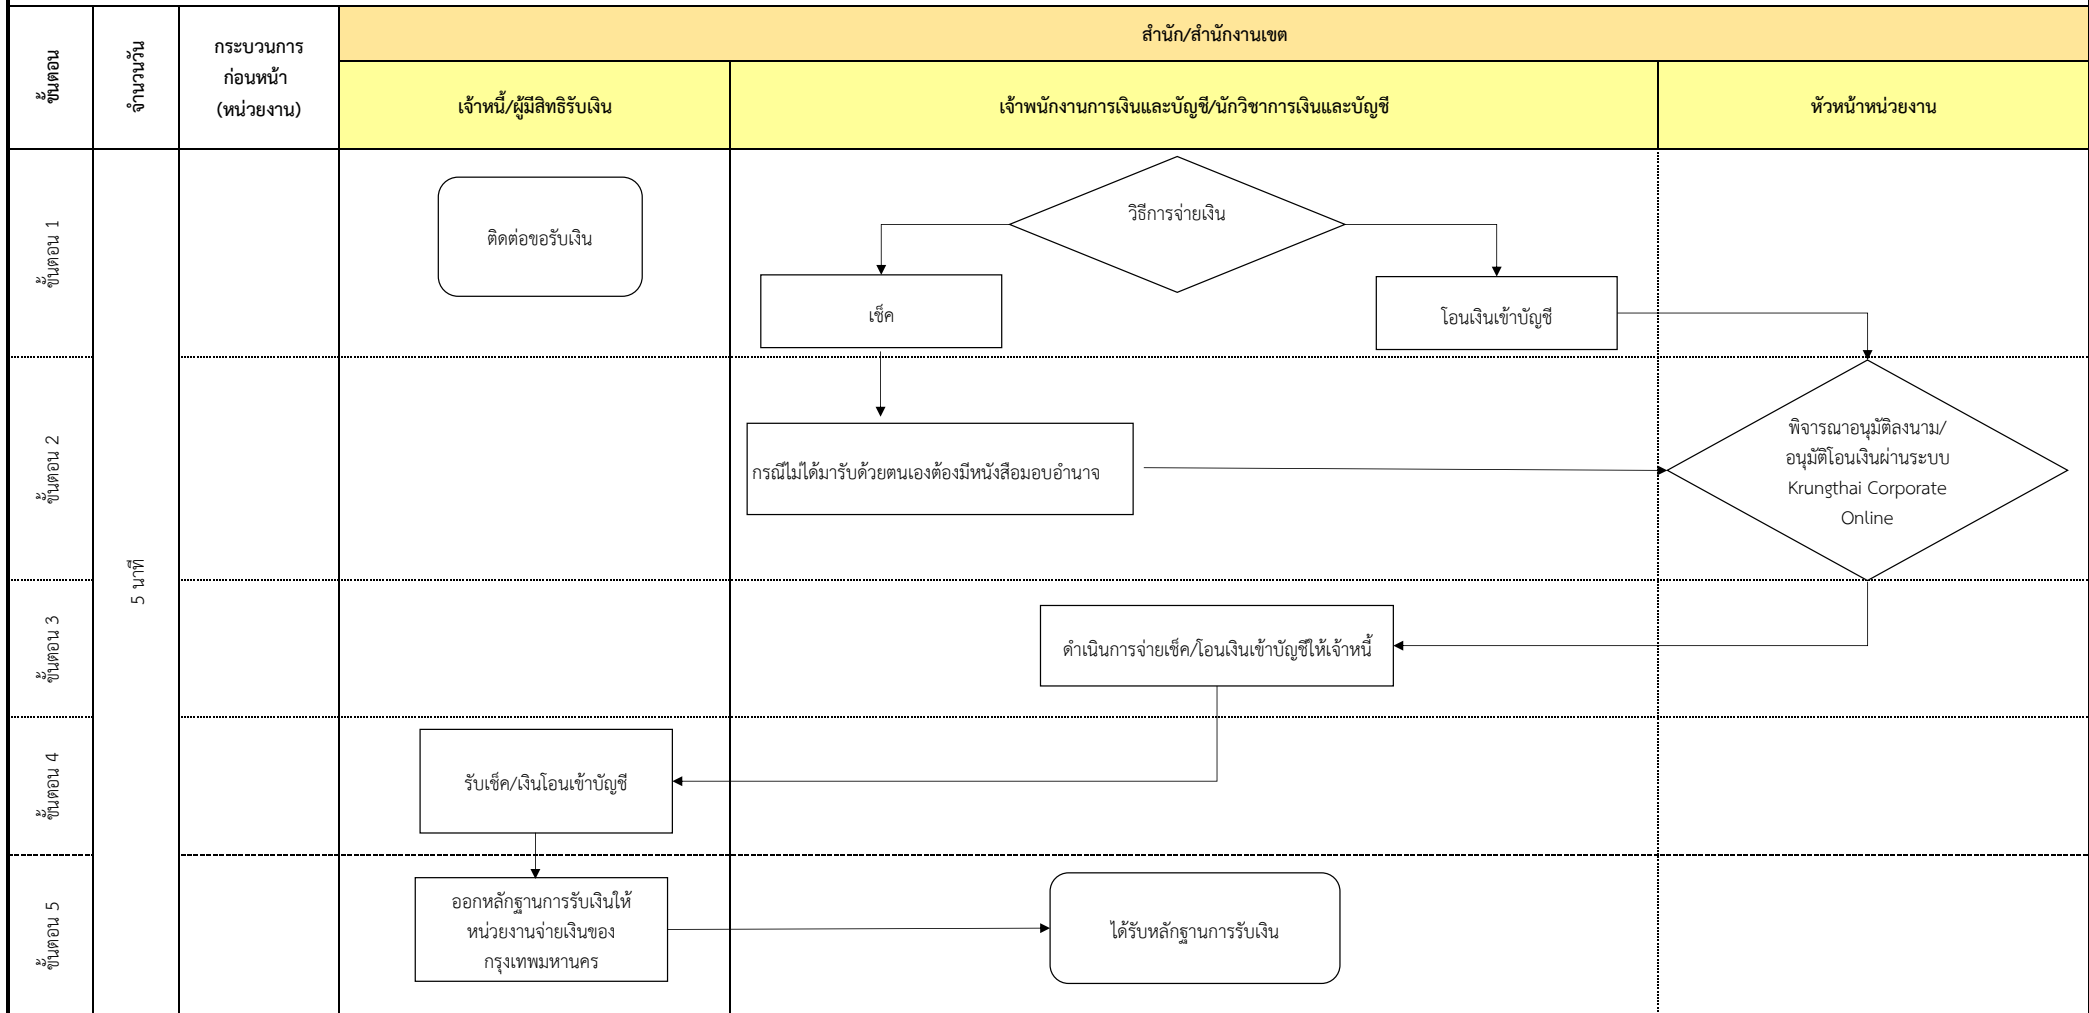 ขั้นตอน
จำนวนวัน
กระบวนการ
ก่อนหน้า
(หน่วยงาน)
สำนัก/สำนักงานเขต
เจ้าหนี้/ผู้มีสิทธิรับเงิน
เจ้าพนักงานการเงินและบัญชี/นักวิชาการเงินและบัญชี
หัวหน้าหน่วยงาน
ขั้นตอน 1
ติดต่อขอรับเงิน
วิธีการจ่ายเงิน
เช็ค
โอนเงินเข้าบัญชี
ขั้นตอน 2
กรณีไม่ได้มารับด้วยตนเองต้องมีหนังสือมอบอำนาจ
พิจารณาอนุมัติลงนาม/
อนุมัติโอนเงินผ่านระบบ
Krungthai Corporate
Online
5 นาที
ขั้นตอน 3
ดำเนินการจ่ายเช็ค/โอนเงินเข้าบัญชีให้เจ้าหนี้
ขั้นตอน 4
รับเช็ค/เงินโอนเข้าบัญชี
ขั้นตอน 5
ออกหลักฐานการรับเงินให้
หน่วยงานจ่ายเงินของ
กรุงเทพมหานคร
ได้รับหลักฐานการรับเงิน